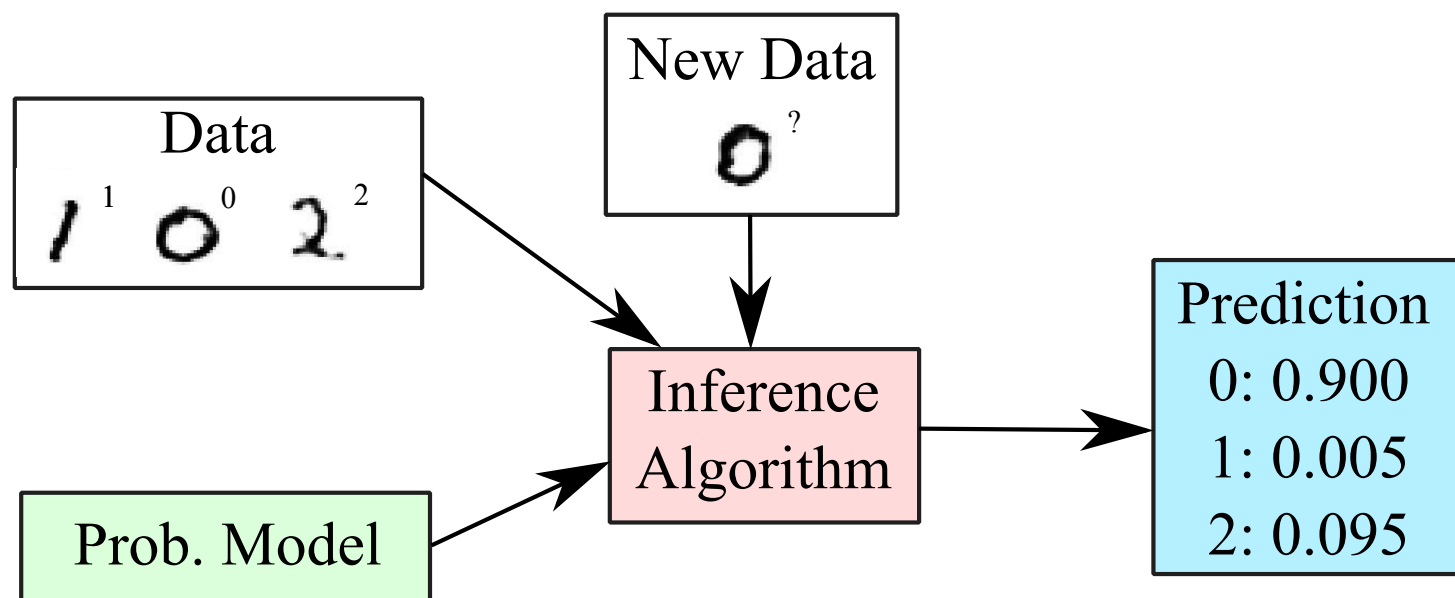 Data
1 1 0 0 2 2
New Data
0 ?
Prob. Model
Inference
Algorithm
Prediction
0: 0.900
1: 0.005
2: 0.095